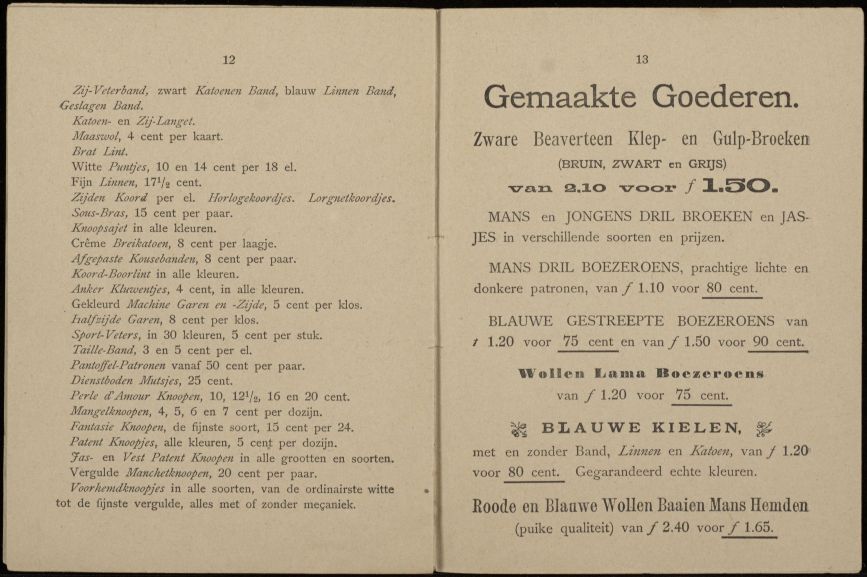 12
Zij-Veterband, zwart Katoenen Band, blauw Linnen Band,
Geslagen Band.
Katoen- en Zij-Langet.
Maaswol, 4 cent per kaart.
Brat Lint.
Witte Puntjes, 10 en 14 cent per 18 el.
Fijn Linnen, 17¹/₂ cent.
Zijden Koord per el. Horlogekoordjes. Lorgnetkoordjes.
Sous-Bras, 15 cent per paar.
Knoopsajet in alle kleuren.
Crême Breikatoen, 8 cent per laagje.
Afgepaste Kousebanden, 8 cent per paar.
Koord-Boorlint in alle kleuren.
Anker Kluwentjes, 4 cent, in alle kleuren.
Gekleurd Machine Garen en -Zijde, 5 cent per klos.
Halfzijde Garen, 8 cent per klos.
Sport-Veters, in 30 kleuren, 5 cent per stuk.
Taille-Band, 3 en 5 cent per el.
Pantoffel-Patronen vanaf 50 cent per paar.
Dienstboden Mutsjes, 25 cent.
Perle d'Amour Knoopen, 10, 12¹/₂, 16 en 20 cent.
Mangelknoopen, 4, 5, 6 en 7 cent per dozijn.
Fantasie Knoopen, de fijnste soort, 15 cent per 24.
Patent Knoopjes, alle kleuren, 5 cent per dozijn.
Jas- en Vest Patent Knoopen in alle grootten en soorten.
Vergulde Manchetknoopen, 20 cent per paar.
Voorhemdknoopjes in alle soorten, van de ordinairste witte
tot de fijnste vergulde, alles met of zonder meçaniek.
13
Gemaakte Goederen.
Zware Beaverteen Klep- en Gulp-Broeken
(BRUIN, ZWART en GRIJS)
van 2.10 voor f 1.50.
MANS en JONGENS DRIL BROEKEN en JAS-
JES in verschillende soorten en prijzen.
MANS DRIL BOEZEROENS, prachtige lichte en
donkere patronen, van f 1.10 voor 80 cent.
BLAUWE GESTREEPTE BOEZEROENS van
f 1.20 voor 75 cent en van f 1.50 voor 90 cent.
Wollen Lama Boezeroens
van f 1.20 voor 75 cent.
BLAUWE KIELEN,
met en zonder Band, Linnen en Katoen, van f 1.20
voor 80 cent. Gegarandeerd echte kleuren.
Roode en Blauwe Wollen Baaien Mans Hemden
(puike qualiteit) van f 2.40 voor f 1.65.